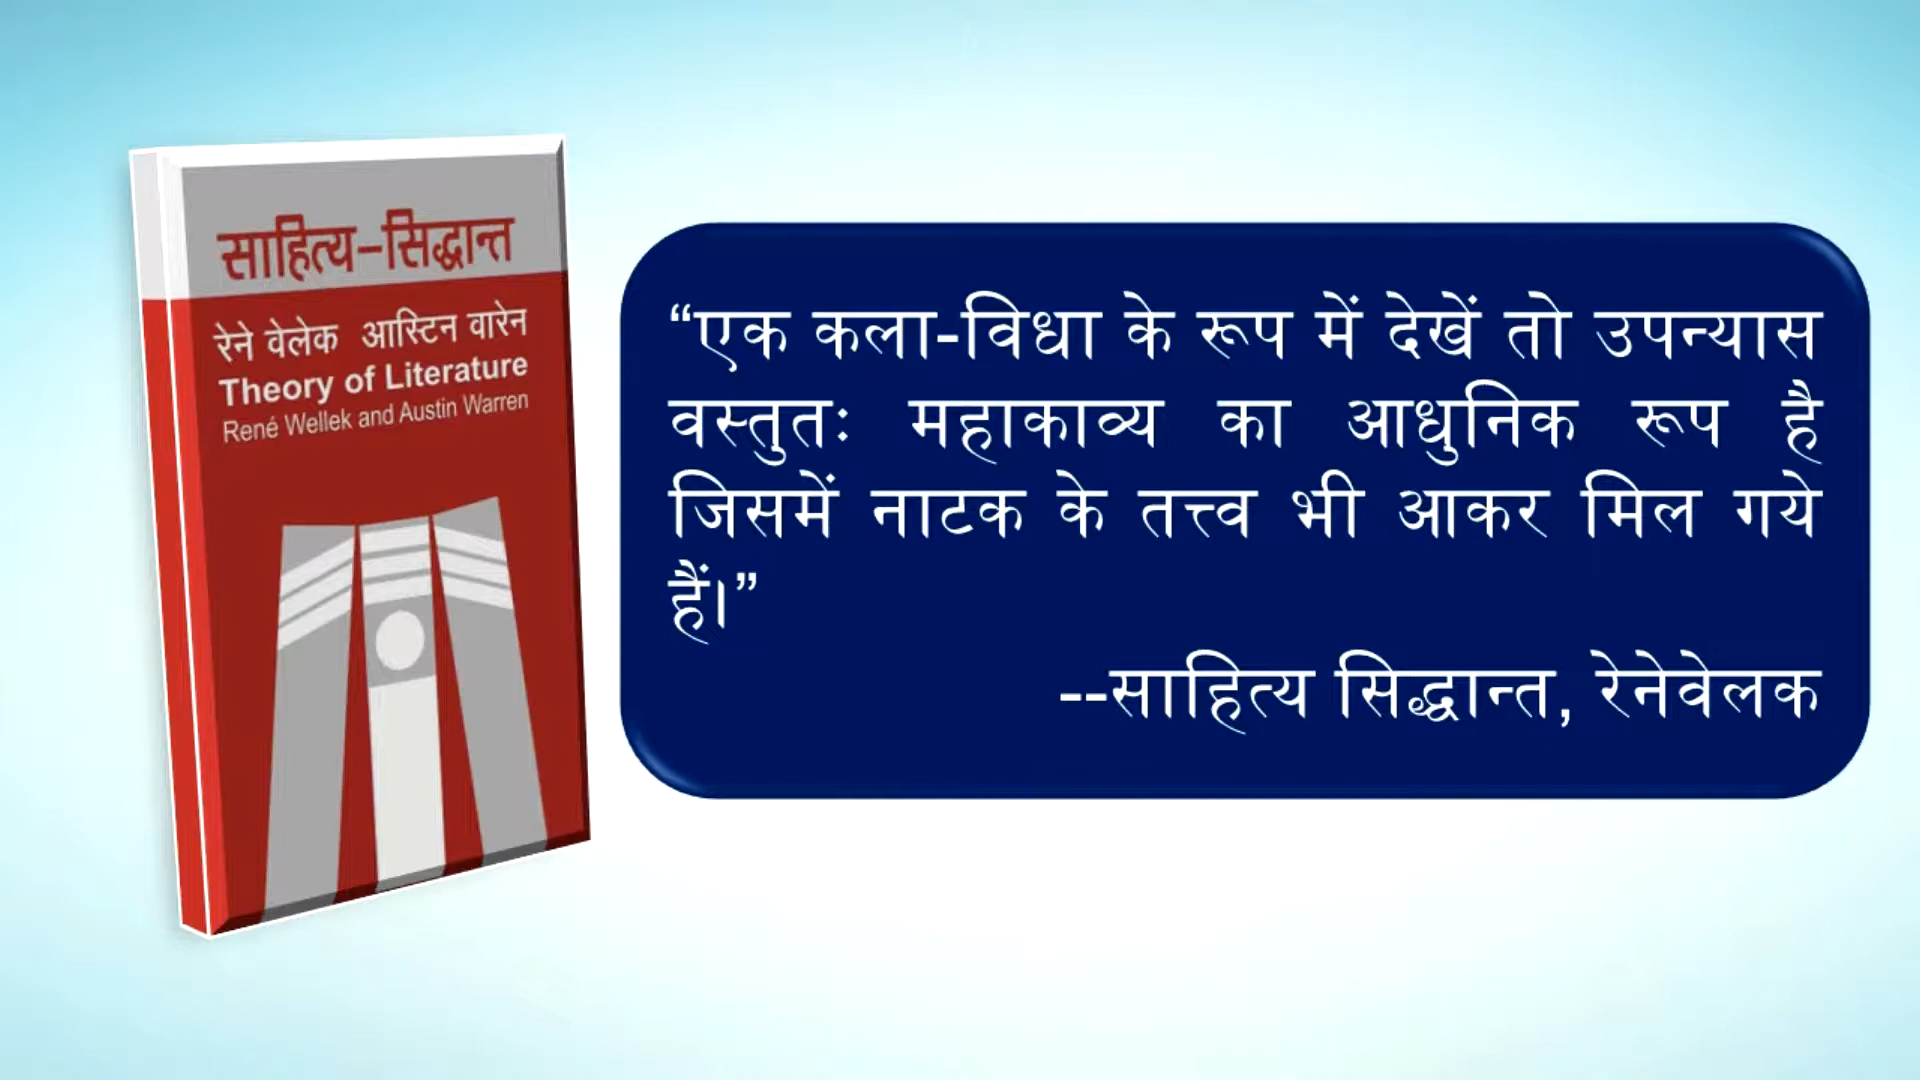 साहित्य-सिद्धान्त
रेने वेलेक आस्टिन वारेन
Theory of Literature
René Wellek and Austin Warren
“एक कला-विधा के रूप में देखें तो उपन्यास
वस्तुतः महाकाव्य का आधुनिक रूप है
जिसमें नाटक के तत्त्व भी आकर मिल गये
हैं।”
--साहित्य सिद्धान्त, रेनेवेलक